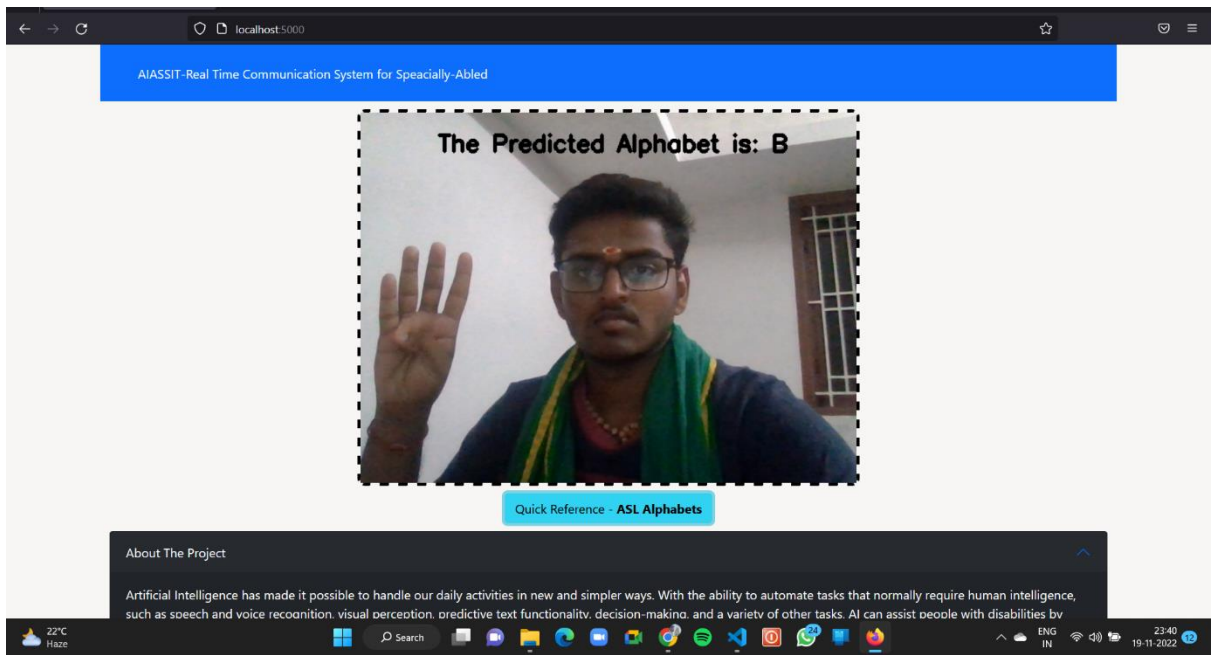 localhost:5000
AIASSIT-Real Time Communication System for Speacially-Abled
The Predicted Alphabet is: B
Quick Reference - ASL Alphabets
About The Project
Artificial Intelligence has made it possible to handle our daily activities in new and simpler ways. With the ability to automate tasks that normally require human intelligence,
such as speech and voice recognition, visual perception, predictive text functionality, decision-making, and a variety of other tasks. AI can assist people with disabilities by
22°C
Haze
Search
24
ENG
IN
23:40
19-11-2022
12